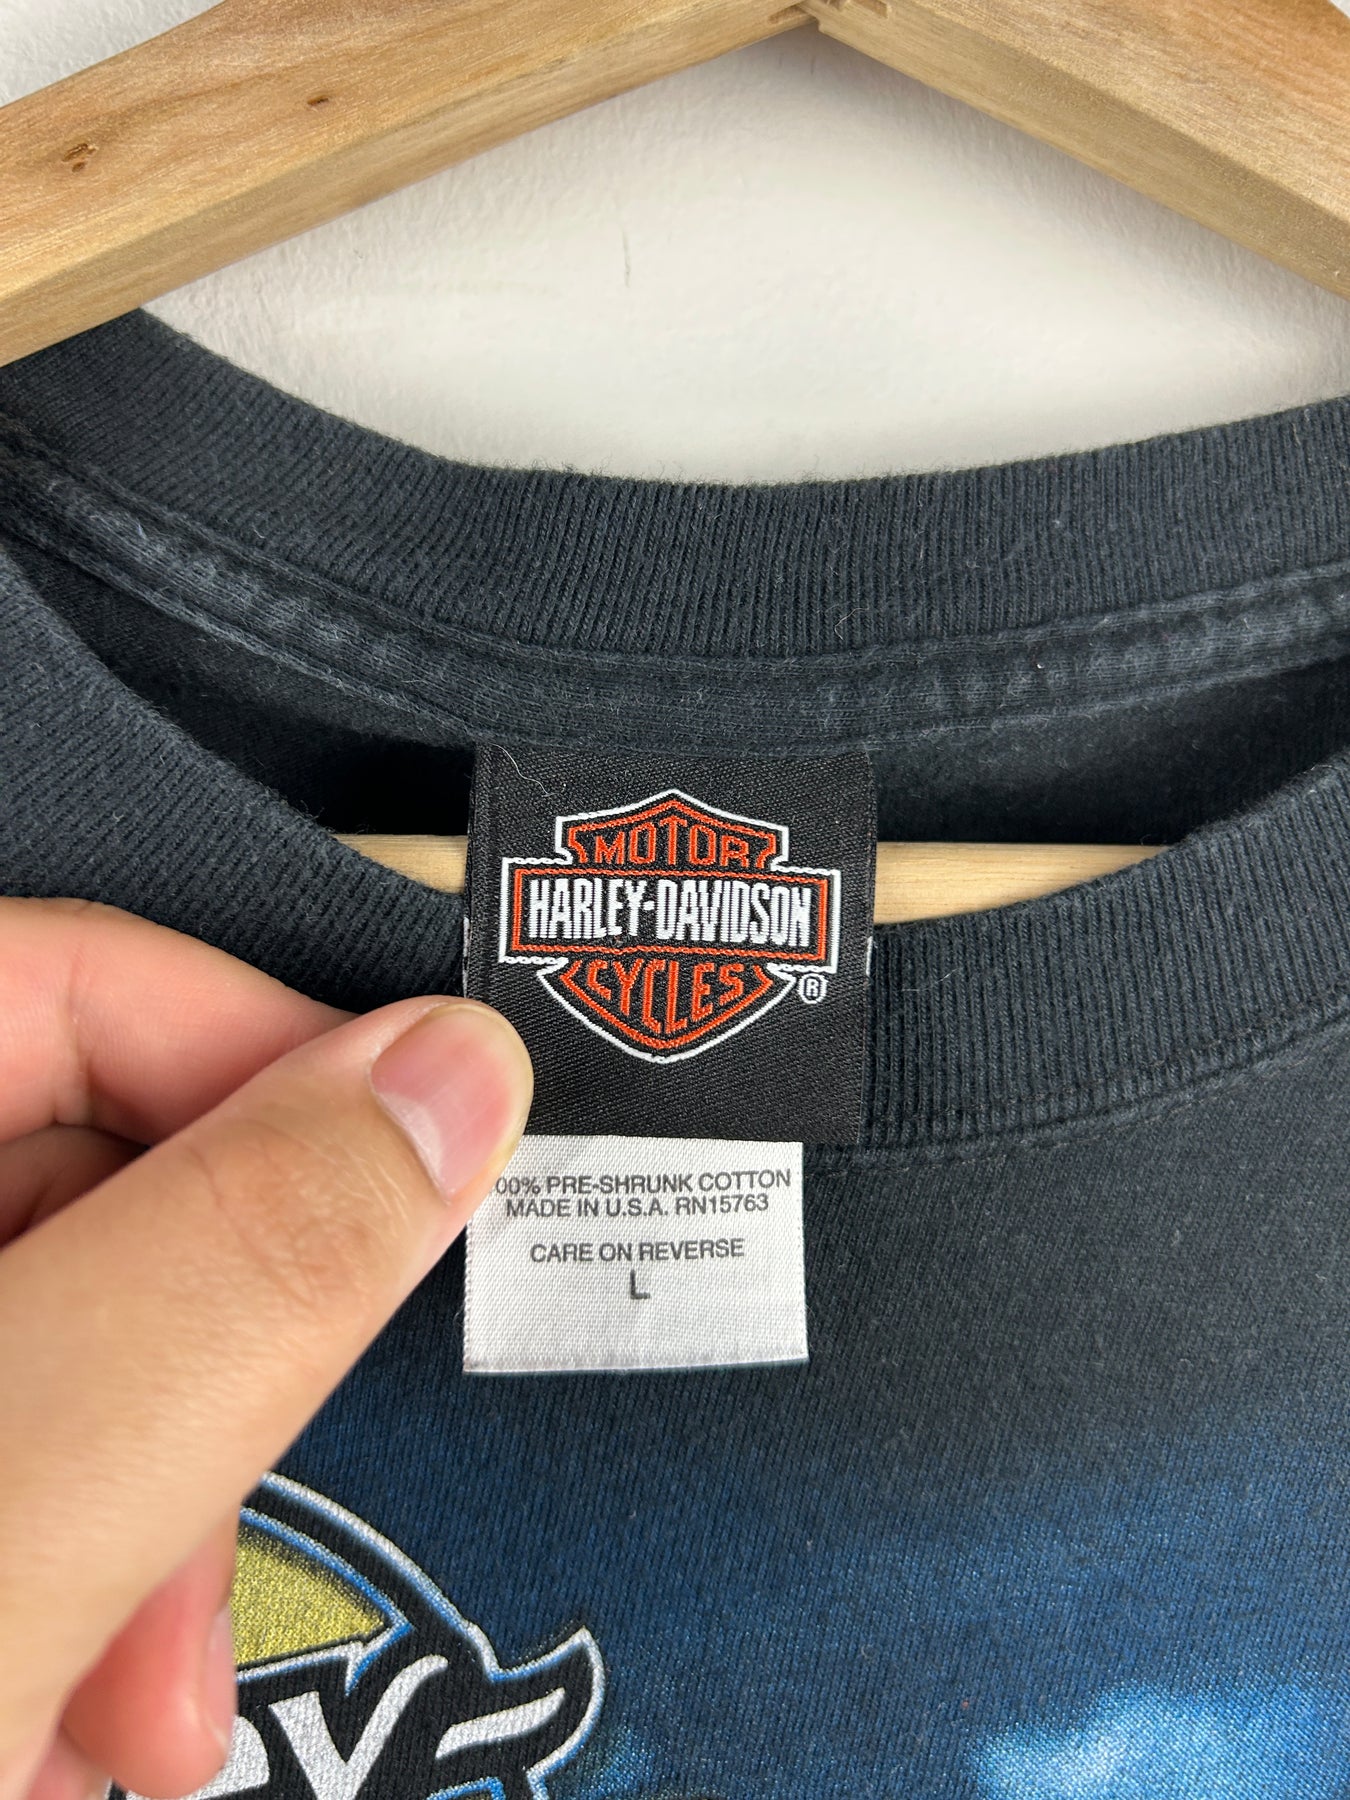 MOTOR
HARLEY-DAVIDSON
CYCLES
®
00% PRE-SHRUNK COTTON
MADE IN U.S.A. RN15763
CARE ON REVERSE
L